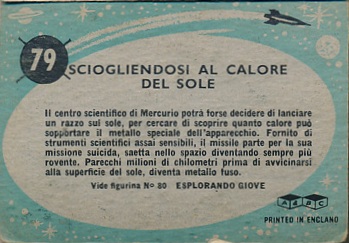 79
SCIOGLIENDOSI AL CALORE
DEL SOLE
Il centro scientifico di Mercurio potrà forse decidere di lanciare
un razzo sul sole, per cercare di scoprire quanto calore può
sopportare il metallo speciale dell'apparecchio. Fornito di
strumenti scientifici assai sensibili, il missile parte per la sua
missione suicida, saetta nello spazio diventando sempre più
rovente. Parecchi milioni di chilometri prima di avvicinarsi
alla superficie del sole, diventa metallo fuso.
Vide figurina No 80 ESPLORANDO GIOVE
A&BC
PRINTED IN ENGLAND